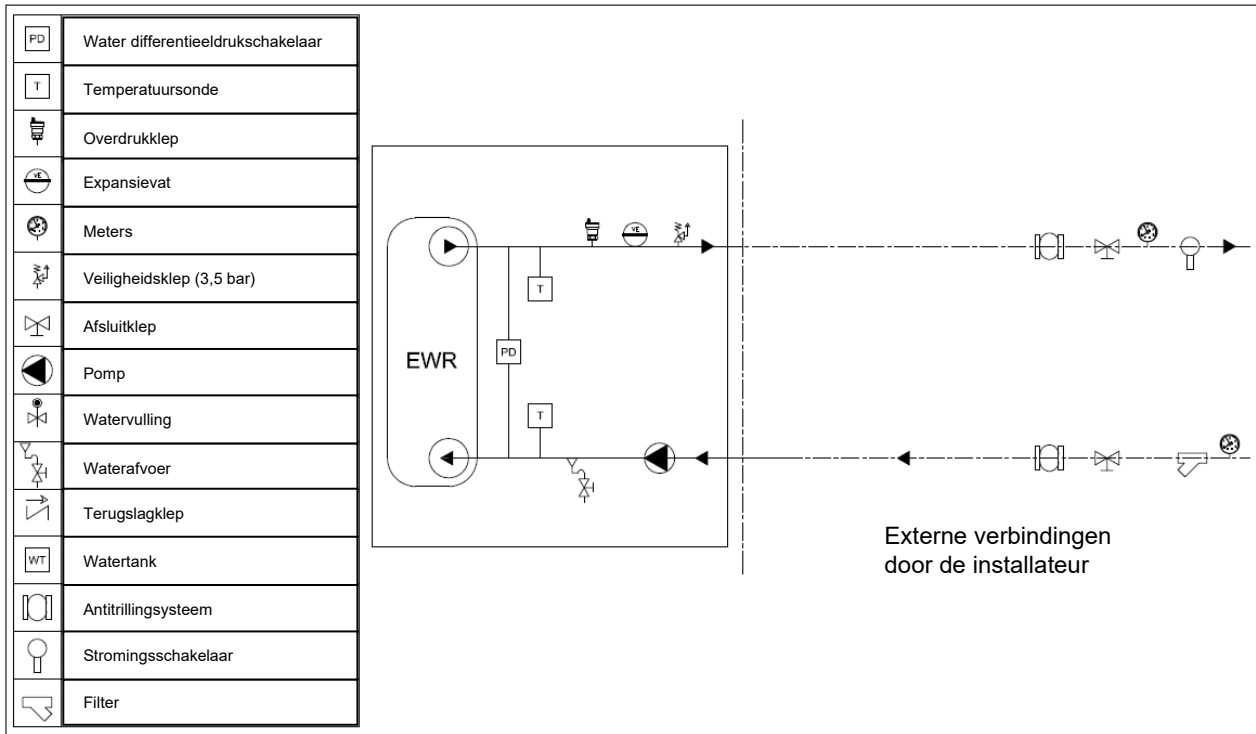 PD Water differentieeldrukschakelaar
T Temperatuursonde
Overdrukklep
VE Expansievat
Meters
Veiligheidsklep (3,5 bar)
Afsluitklep
Pomp
Watervulling
Waterafvoer
Terugslagklep
WT Watertank
Antitrillingsysteem
Stromingsschakelaar
Filter
VE
T
EWR
PD
T
Externe verbindingen
door de installateur